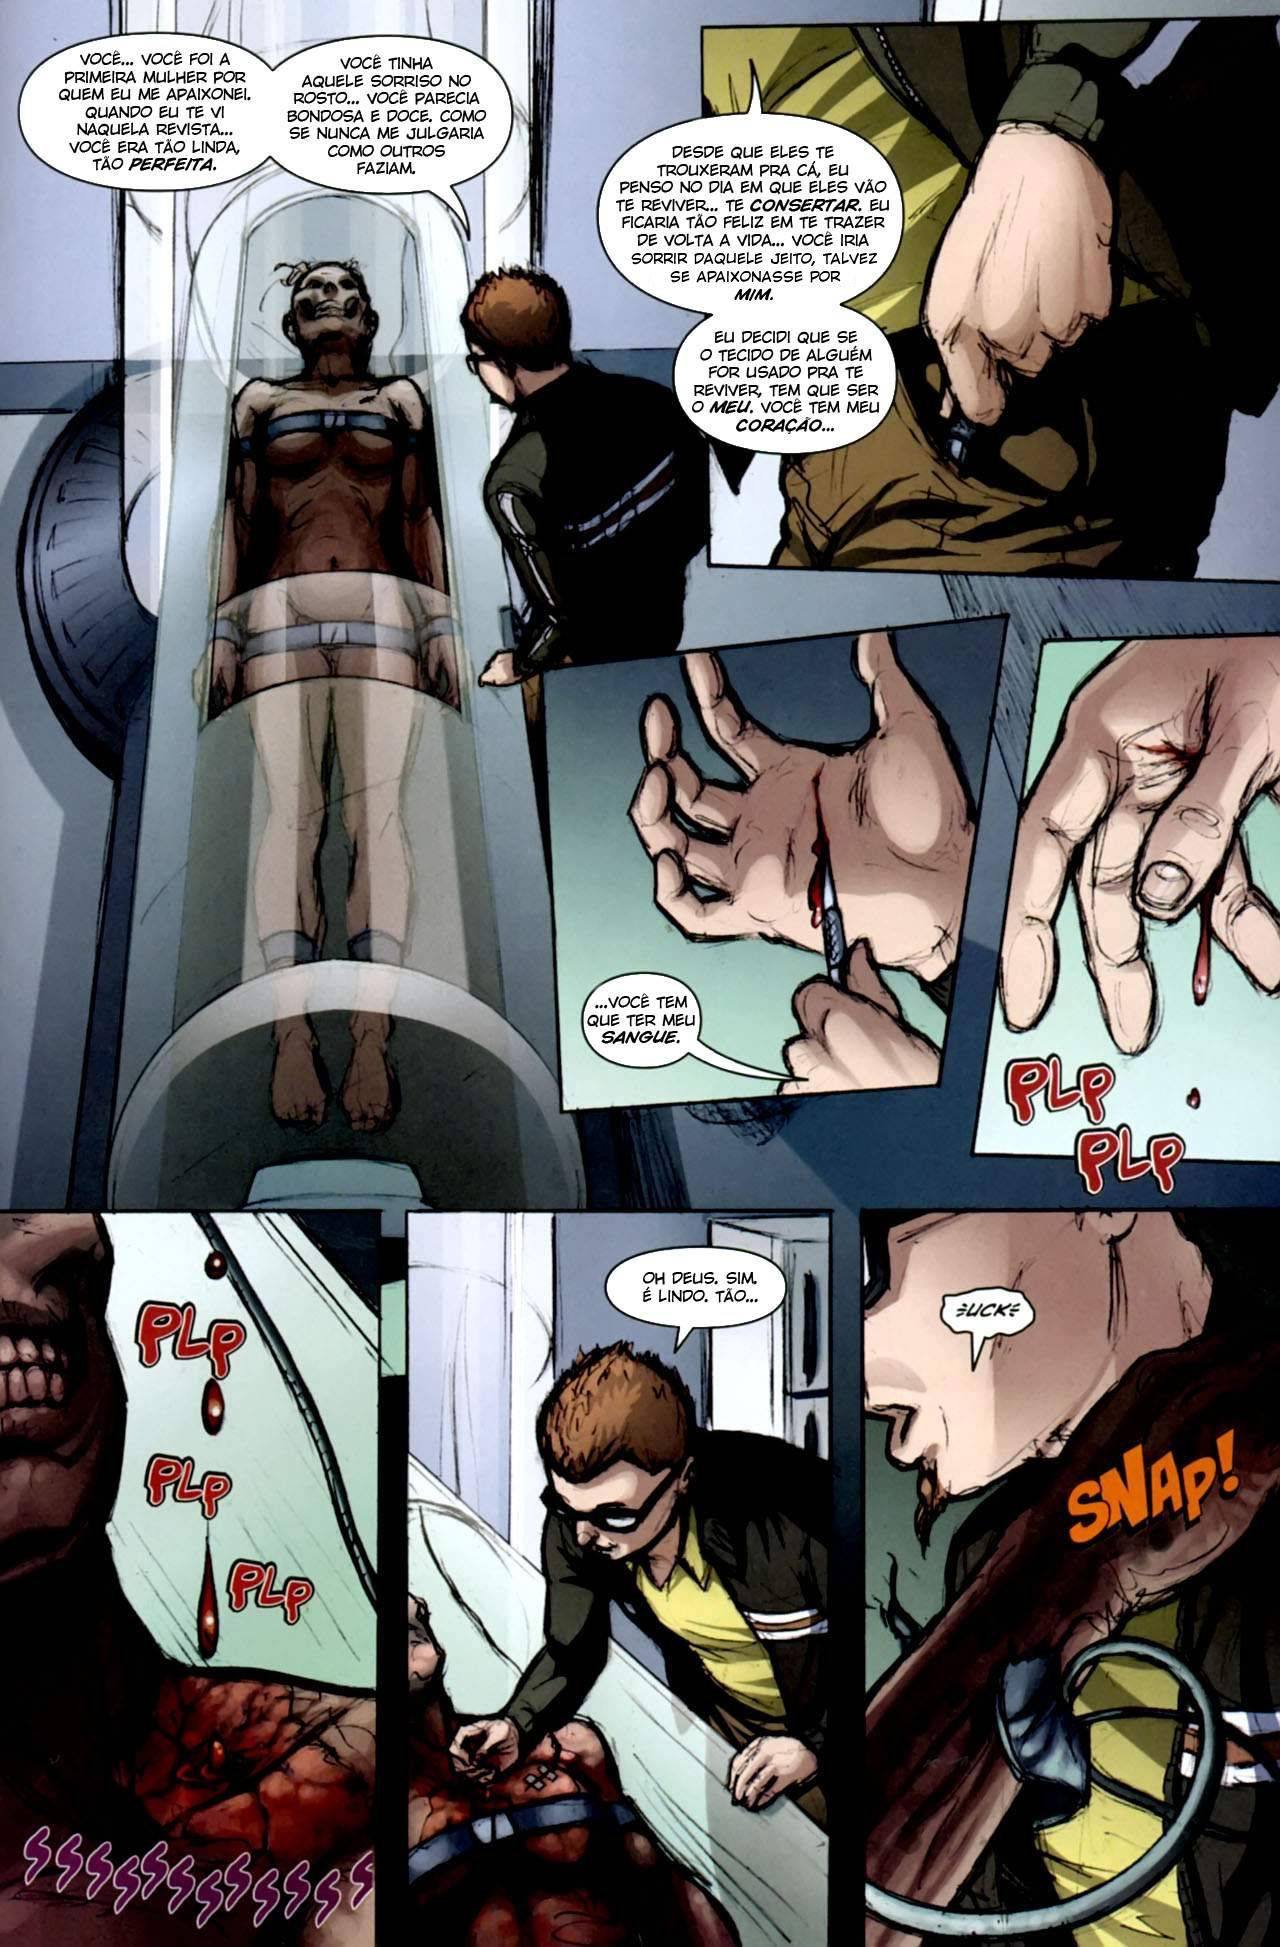 VOCÊ... VOCÊ FOI A
PRIMEIRA MULHER POR
QUEM EU ME APAIXONEI.
QUANDO EU TE VI
NAQUELA REVISTA...
VOCÊ ERA TÃO LINDA,
TÃO PERFEITA.
VOCÊ TINHA
AQUELE SORRISO NO
ROSTO... VOCÊ PARECIA
BONDOSA E DOCE. COMO
SE NUNCA ME JULGARIA
COMO OUTROS
FAZIAM.
DESDE QUE ELES TE
TROUXERAM PRA CÁ, EU
PENSO NO DIA EM QUE ELES VÃO
TE REVIVER... TE CONSERTAR. EU
FICARIA TÃO FELIZ EM TE TRAZER
DE VOLTA A VIDA... VOCÊ IRIA
SORRIR DAQUELE JEITO, TALVEZ
SE APAIXONASSE POR
MIM.
EU DECIDI QUE SE
O TECIDO DE ALGUÉM
FOR USADO PRA TE
REVIVER, TEM QUE SER
O MEU. VOCÊ TEM MEU
CORAÇÃO...
...VOCÊ TEM
QUE TER MEU
SANGUE.
PLP
PLP
PLP
PLP
PLP
SSSSSSSSSSSS
OH DEUS. SIM.
É LINDO. TÃO...
UCK
SNAP!